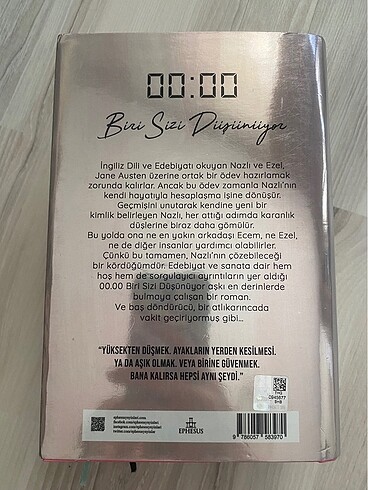 00:00
Biri Sizi Düşünüyor
İngiliz Dili ve Edebiyatı okuyan Nazlı ve Ezel,
Jane Austen üzerine ortak bir ödev hazırlamak
zorunda kalırlar. Ancak bu ödev zamanla Nazlı'nın
kendi hayatıyla hesaplaşma işine dönüşür.
Geçmişini unutarak kendine yeni bir
kimlik belirleyen Nazlı, her attığı adımda karanlık
düşlerine biraz daha gömülür.
Bu yolda ona ne en yakın arkadaşı Ecem, ne Ezel,
ne de diğer insanlar yardımcı olabilirler.
Çünkü bu tamamen, Nazlı'nın çözebileceği
bir kördüğümdür. Edebiyat ve sanata dair hem
hoş hem de sorgulayıcı ayrıntıların yer aldığı
00.00 Biri Sizi Düşünüyor aşkı en derinlerde
bulmaya çalışan bir roman.
Ve baş döndürücü, bir atlıkarıncada
vakit geçiriyormuş gibi...
"YÜKSEKTEN DÜŞMEK. AYAKLARIN YERDEN KESİLMESİ.
YA DA AŞIK OLMAK. VEYA BİRİNE GÜVENMEK.
BANA KALIRSA HEPSİ AYNI ŞEYDİ."
EPHESUS
9 786057 583970